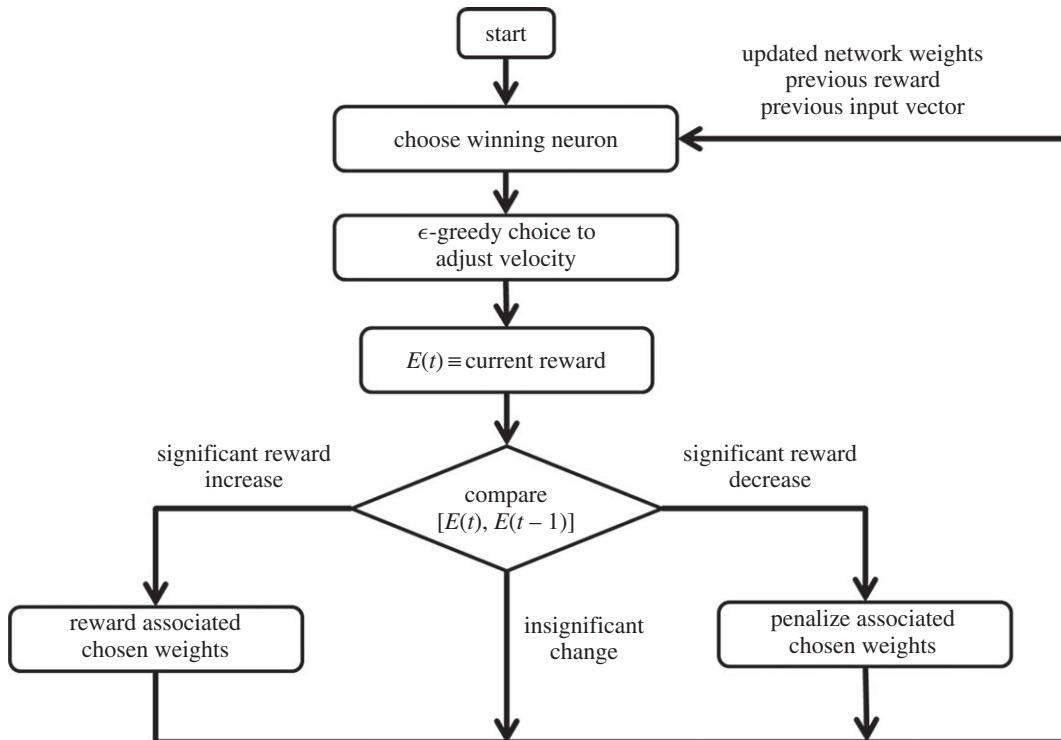 start
updated network weights
previous reward
previous input vector
choose winning neuron
ϵ-greedy choice to
adjust velocity
E(t) ≡ current reward
significant reward
increase
significant reward
decrease
compare
[E(t), E(t – 1)]
reward associated
chosen weights
insignificant
change
penalize associated
chosen weights